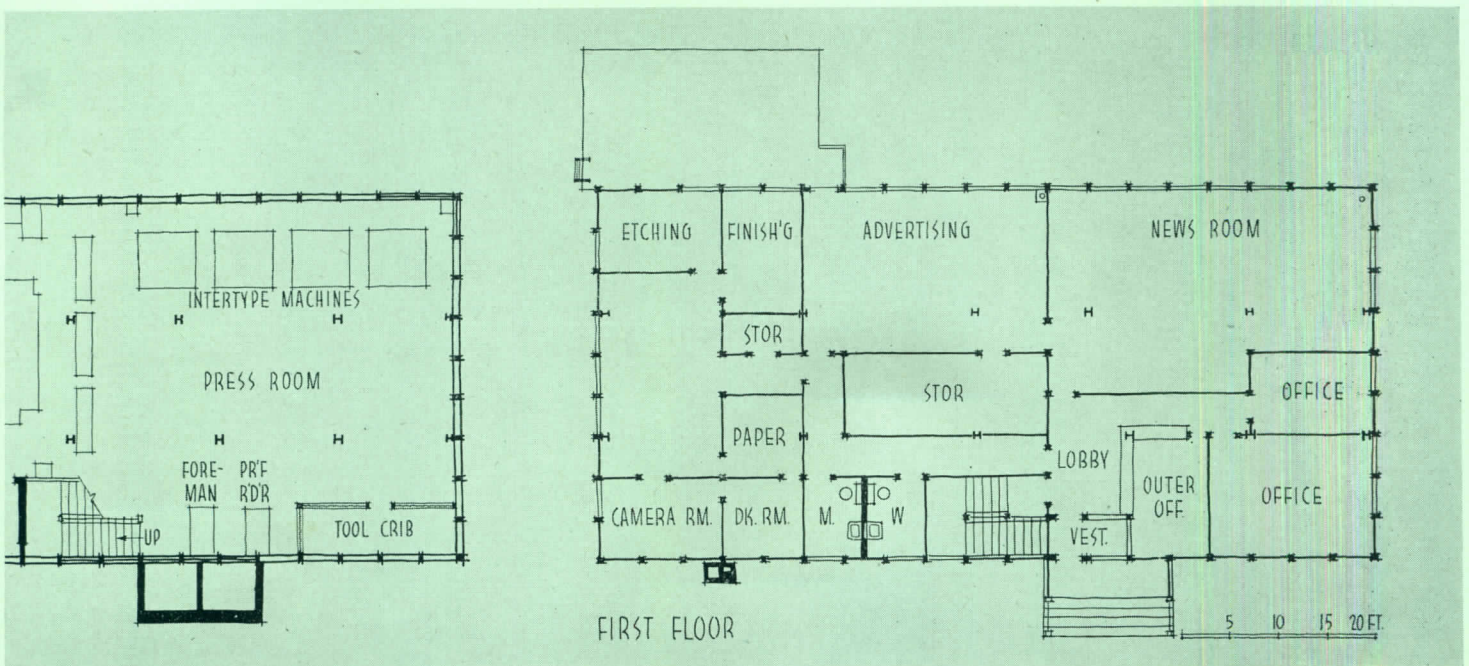 INTERTYPE MACHINES
PRESS ROOM
FORE-
MAN
PR'F
R'D'R
TOOL CRIB
UP
ETCHING
FINISH'G
ADVERTISING
NEWS ROOM
STOR
STOR
OFFICE
PAPER
LOBBY
OUTER
OFF.
OFFICE
CAMERA RM.
DK. RM.
M.
W
VEST.
FIRST FLOOR
5 10 15 20 FT.